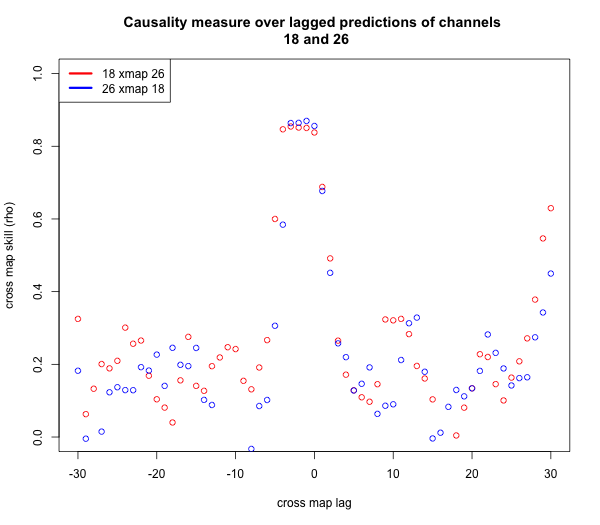 Causality measure over lagged predictions of channels
18 and 26
18 xmap 26
26 xmap 18
cross map skill (rho)
1.0
0.8
0.6
0.4
0.2
0.0
-30 -20 -10 0 10 20 30
cross map lag